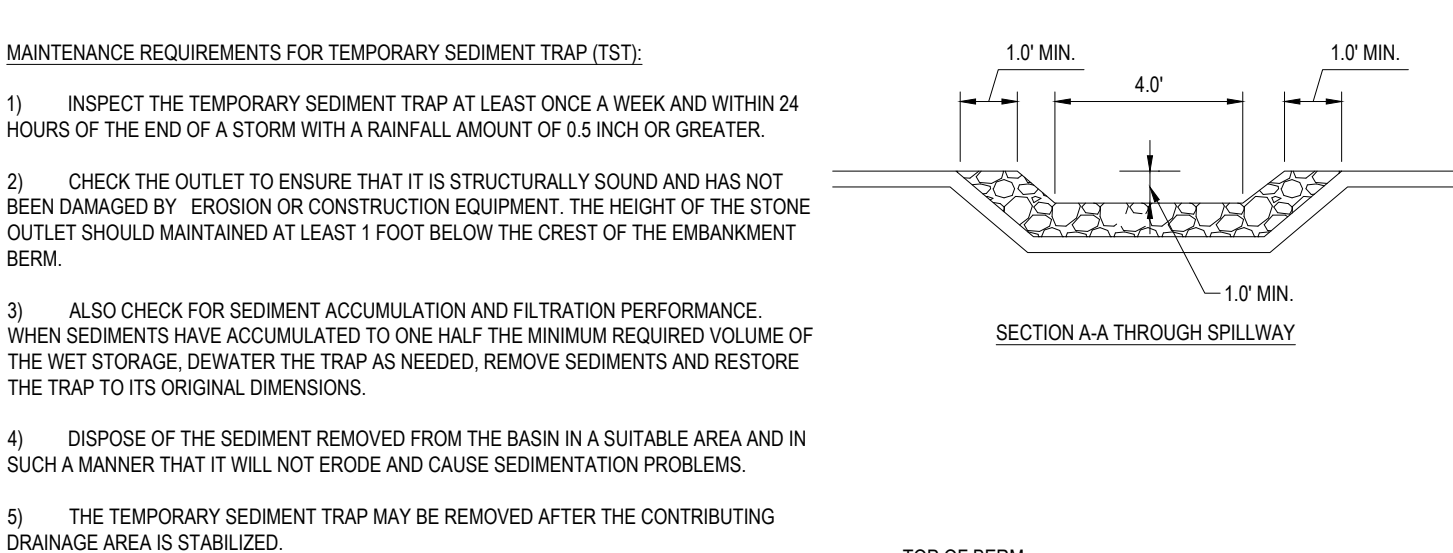 MAINTENANCE REQUIREMENTS FOR TEMPORARY SEDIMENT TRAP (TST):
1) INSPECT THE TEMPORARY SEDIMENT TRAP AT LEAST ONCE A WEEK AND WITHIN 24
HOURS OF THE END OF A STORM WITH A RAINFALL AMOUNT OF 0.5 INCH OR GREATER.
2) CHECK THE OUTLET TO ENSURE THAT IT IS STRUCTURALLY SOUND AND HAS NOT
BEEN DAMAGED BY EROSION OR CONSTRUCTION EQUIPMENT. THE HEIGHT OF THE STONE
OUTLET SHOULD MAINTAINED AT LEAST 1 FOOT BELOW THE CREST OF THE EMBANKMENT
BERM.
3) ALSO CHECK FOR SEDIMENT ACCUMULATION AND FILTRATION PERFORMANCE.
WHEN SEDIMENTS HAVE ACCUMULATED TO ONE HALF THE MINIMUM REQUIRED VOLUME OF
THE WET STORAGE, DEWATER THE TRAP AS NEEDED, REMOVE SEDIMENTS AND RESTORE
THE TRAP TO ITS ORIGINAL DIMENSIONS.
4) DISPOSE OF THE SEDIMENT REMOVED FROM THE BASIN IN A SUITABLE AREA AND IN
SUCH A MANNER THAT IT WILL NOT ERODE AND CAUSE SEDIMENTATION PROBLEMS.
5) THE TEMPORARY SEDIMENT TRAP MAY BE REMOVED AFTER THE CONTRIBUTING
DRAINAGE AREA IS STABILIZED.
1.0' MIN.
1.0' MIN.
4.0'
1.0' MIN.
SECTION A-A THROUGH SPILLWAY
TOP OF BERM